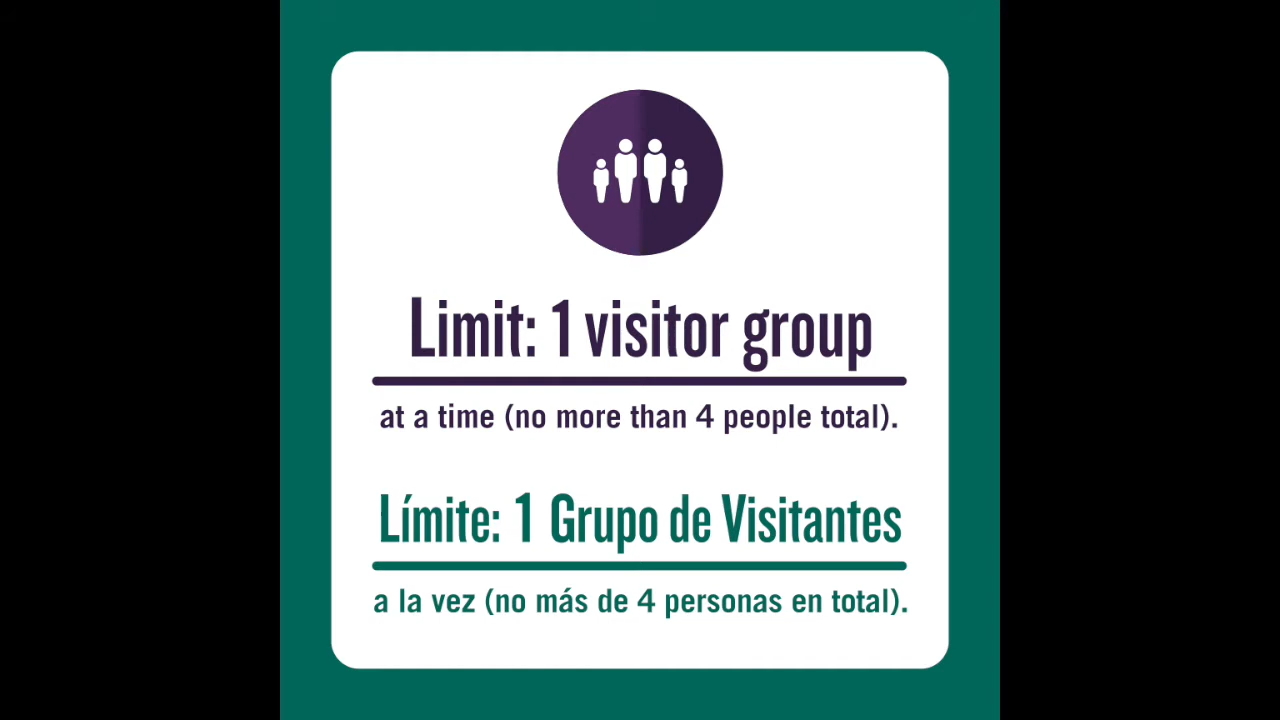 Limit: 1 visitor group
at a time (no more than 4 people total).
Límite: 1 Grupo de Visitantes
a la vez (no más de 4 personas en total).